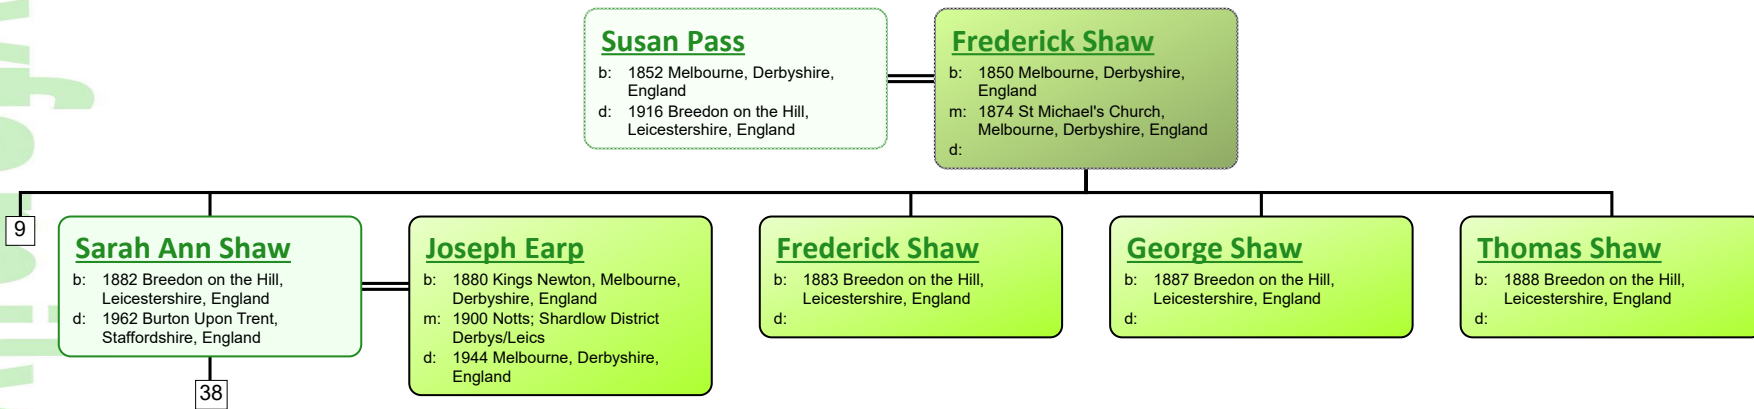 Susan Pass
b: 1852 Melbourne, Derbyshire,
England
d: 1916 Breedon on the Hill,
Leicestershire, England
Frederick Shaw
b: 1850 Melbourne, Derbyshire,
England
m: 1874 St Michael's Church,
Melbourne, Derbyshire, England
d:
9
Sarah Ann Shaw
b: 1882 Breedon on the Hill,
Leicestershire, England
d: 1962 Burton Upon Trent,
Staffordshire, England
38
Joseph Earp
b: 1880 Kings Newton, Melbourne,
Derbyshire, England
m: 1900 Notts; Shardlow District
Derbys/Leics
d: 1944 Melbourne, Derbyshire,
England
Frederick Shaw
b: 1883 Breedon on the Hill,
Leicestershire, England
d:
George Shaw
b: 1887 Breedon on the Hill,
Leicestershire, England
d:
Thomas Shaw
b: 1888 Breedon on the Hill,
Leicestershire, England
d: